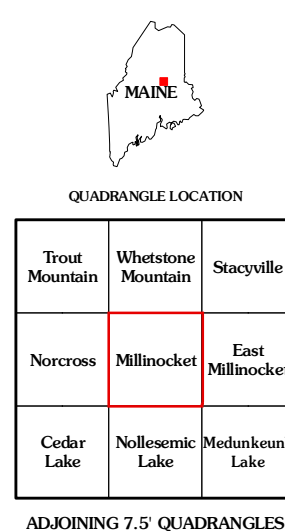 MAINE
QUADRANGLE LOCATION
Trout
Mountain
Whetstone
Mountain
Stacyville
Norcross
Millinocket
East
Millinocket
Cedar
Lake
Nollesemic
Lake
Medunkeun
Lake
ADJOINING 7.5' QUADRANGLES